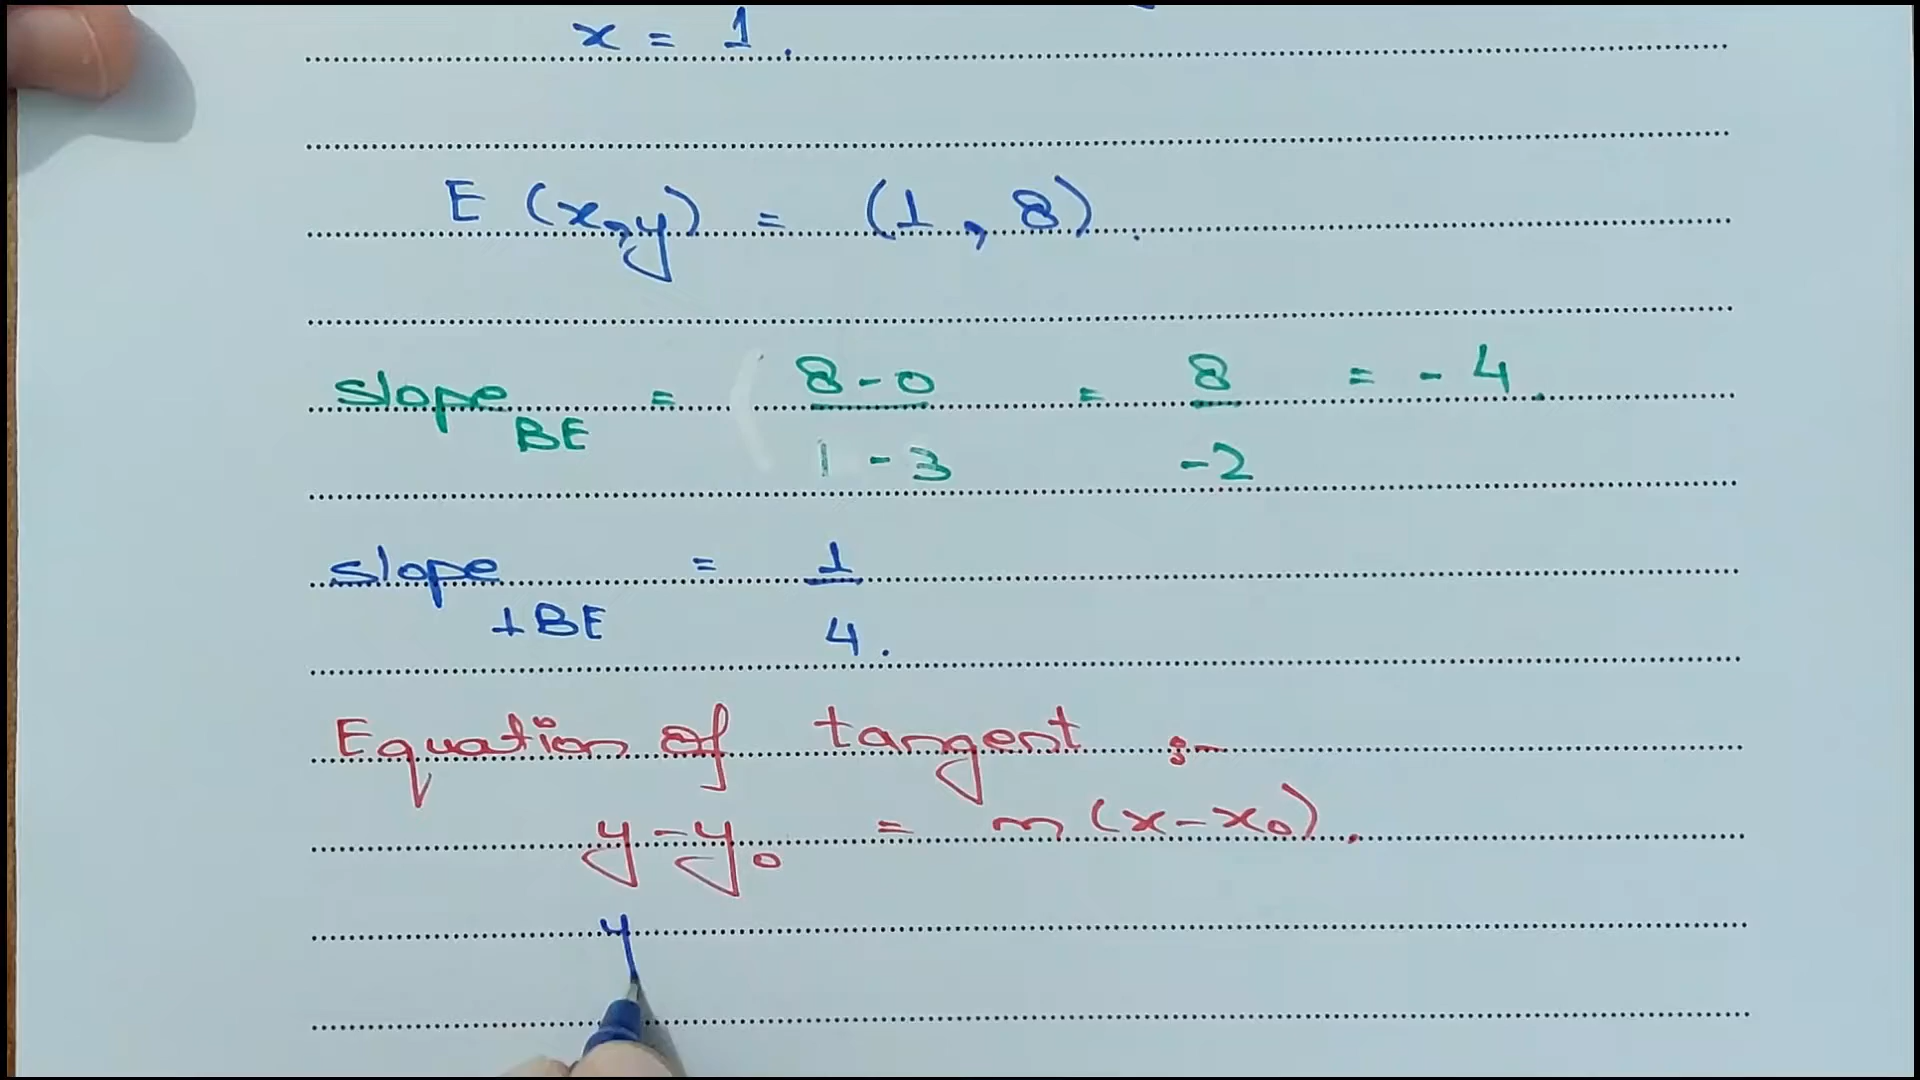 x = 1.
E (x,y) = (1, 8).
slope BE = 8-0 / 1-3 = 8 / -2 = -4.
slope ⊥BE = 1 / 4.
Equation of tangent :-
y-y₀ = m(x-x₀).
y